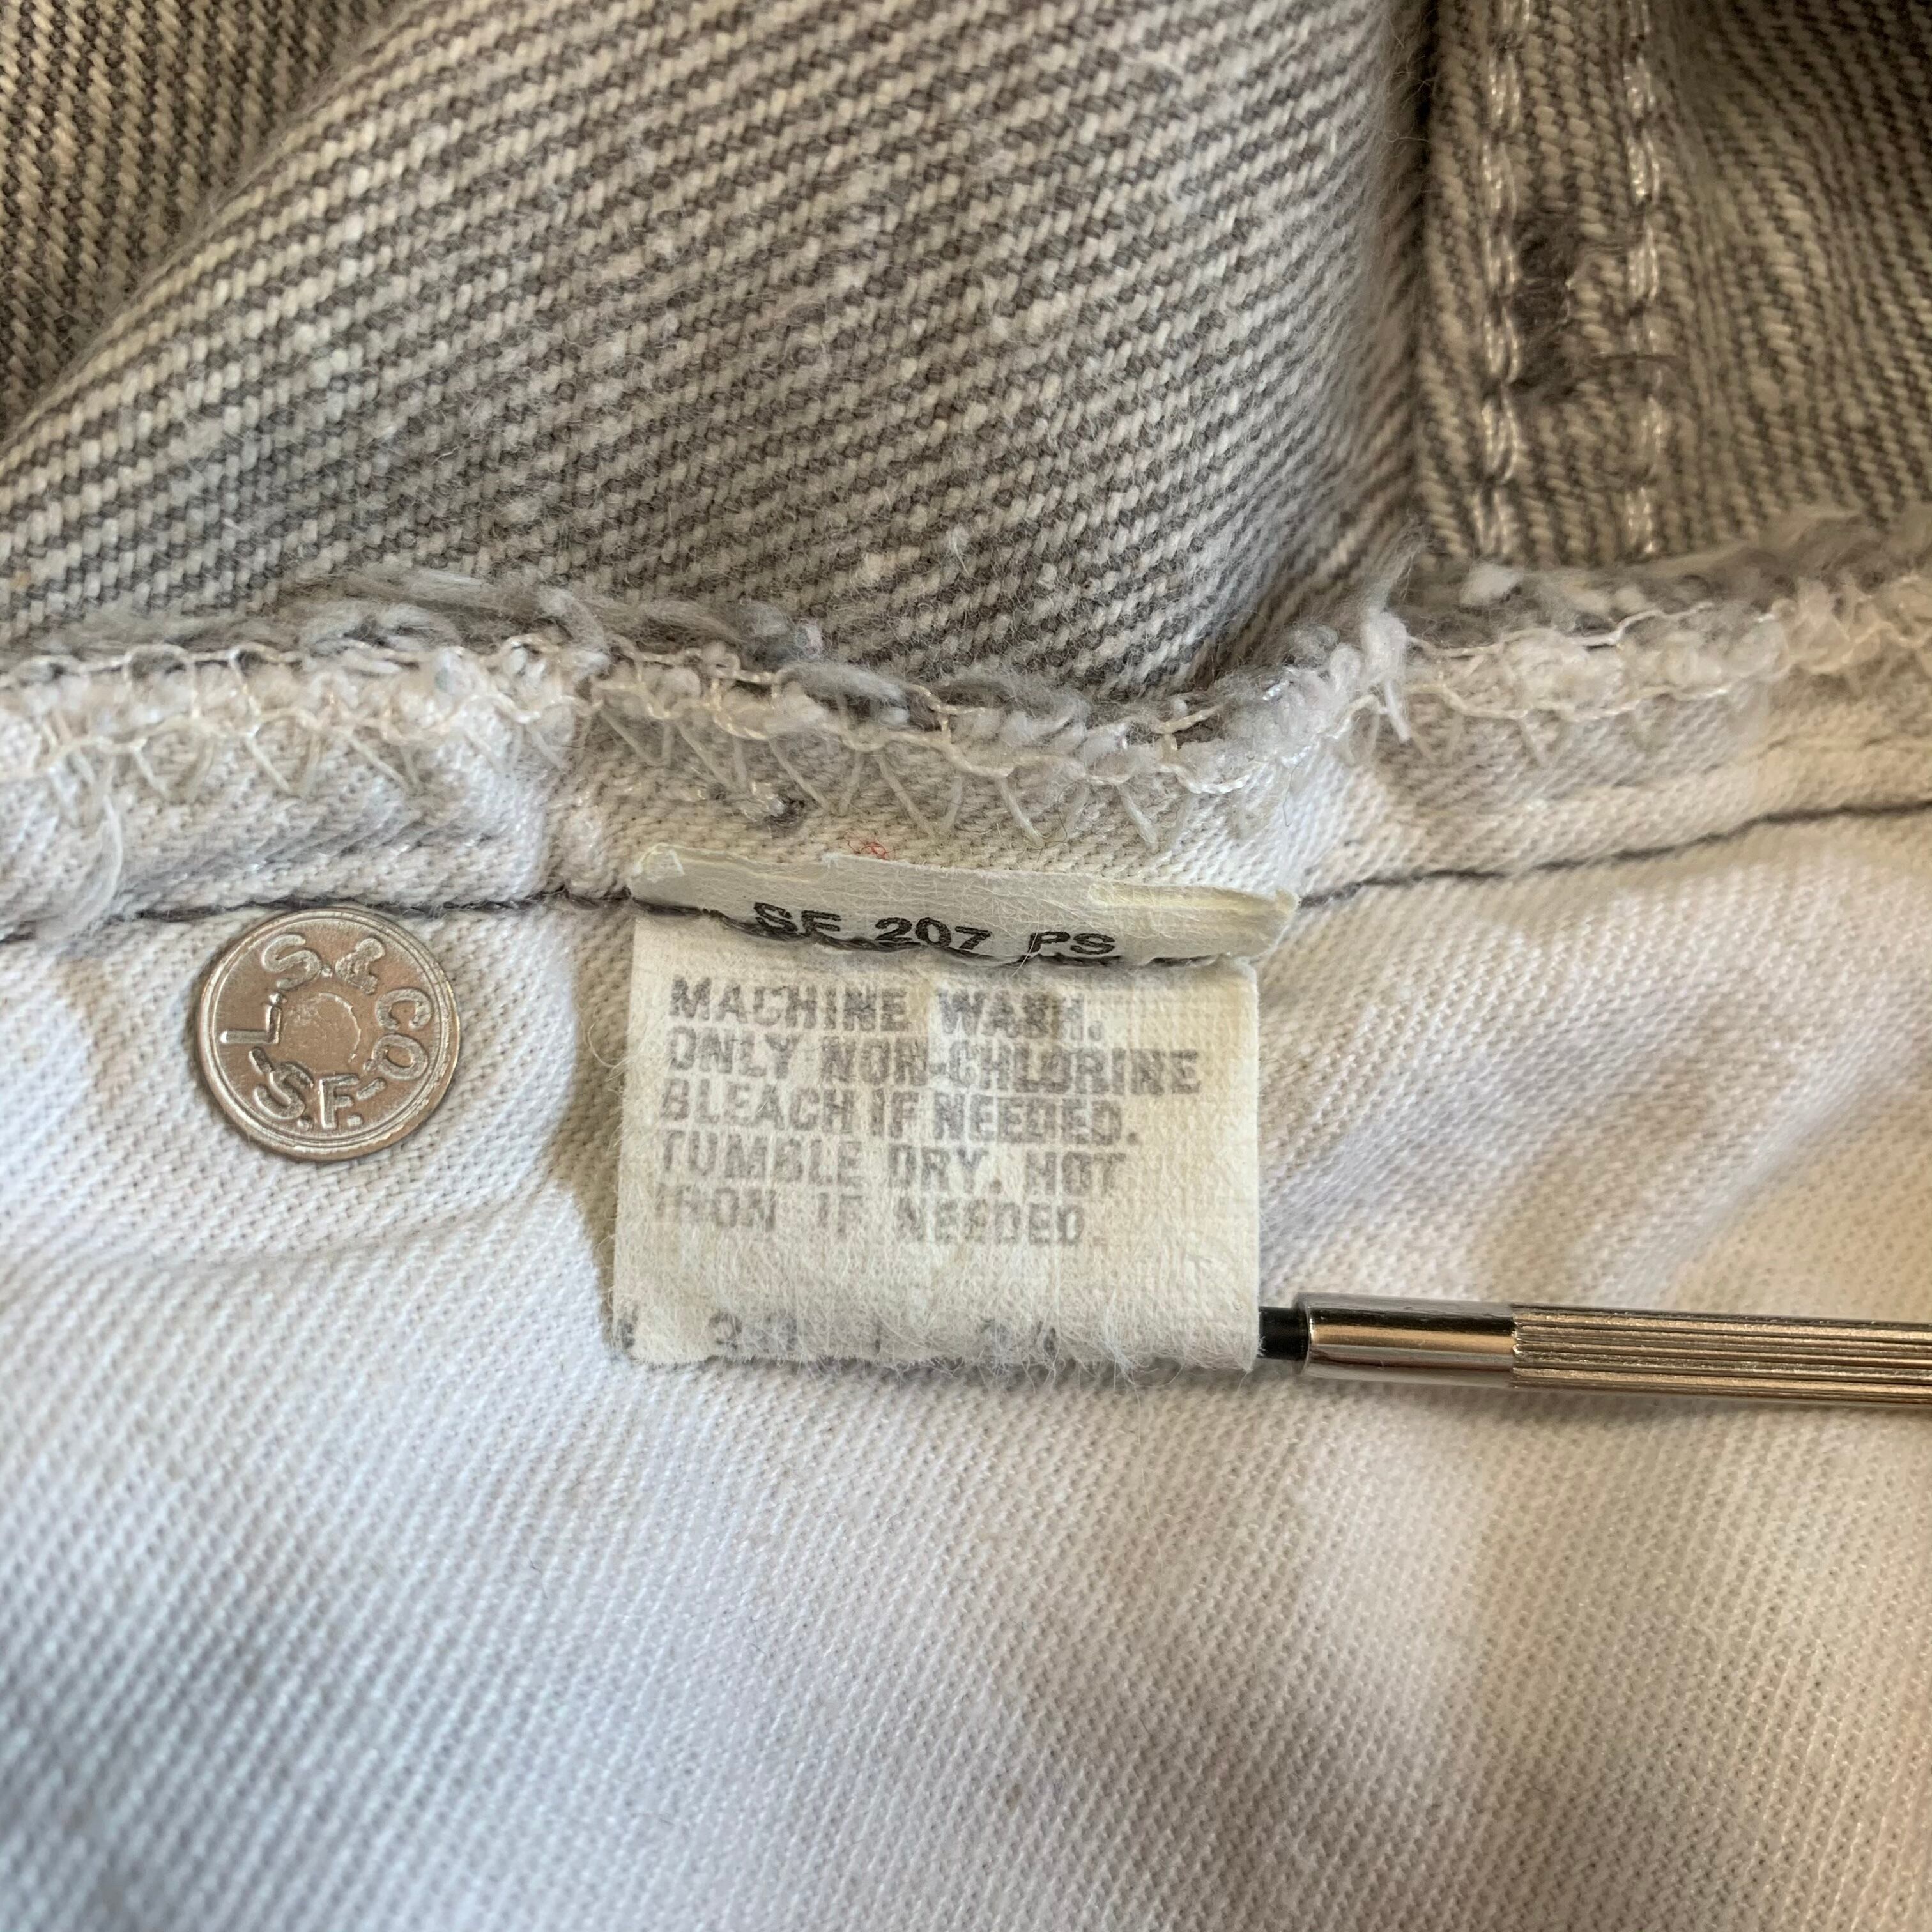 L.S.&CO.
-S.F.-
SF 207 PS
MACHINE WASH.
ONLY NON-CHLORINE
BLEACH IF NEEDED.
TUMBLE DRY. HOT
IRON IF NEEDED.